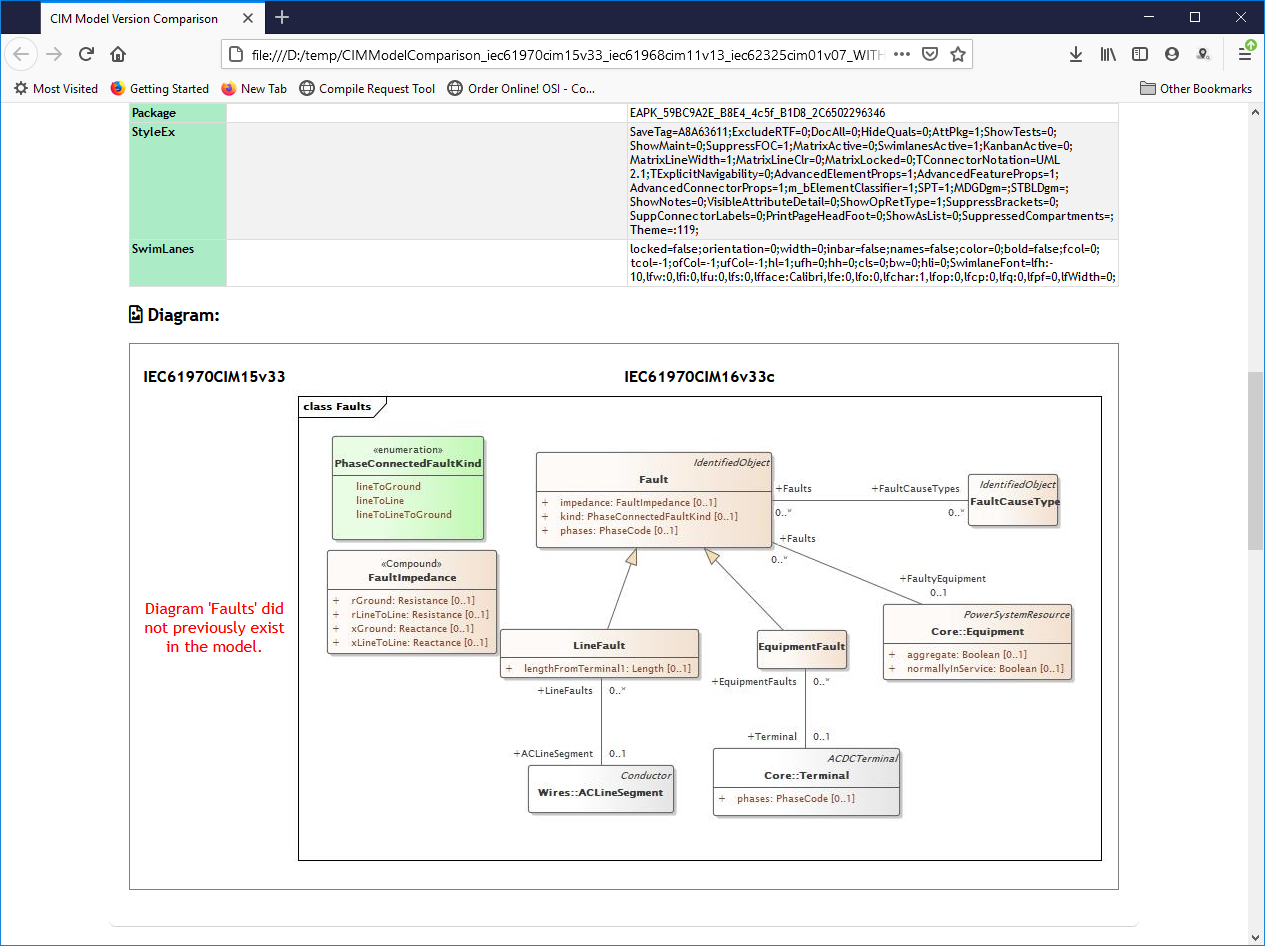 CIM Model Version Comparison
file:///D:/temp/CIMModelComparison_iec61970cim15v33_iec61968cim11v13_iec62325cim01v07_WITH
Most Visited
Getting Started
New Tab
Compile Request Tool
Order Online! OSI - Co...
Other Bookmarks
Package
EAPK_59BC9A2E_B8E4_4c5f_B1D8_2C6502296346
StyleEx
SaveTag=A8A63611;ExcludeRTF=0;DocAll=0;HideQuals=0;AttPkg=1;ShowTests=0;
ShowMaint=0;SuppressFOC=1;MatrixActive=0;SwimlanesActive=1;KanbanActive=0;
MatrixLineWidth=1;MatrixLineClr=0;MatrixLocked=0;TConnectorNotation=UML
2.1;TExplicitNavigability=0;AdvancedElementProps=1;AdvancedFeatureProps=1;
AdvancedConnectorProps=1;m_bElementClassifier=1;SPT=1;MDGDgm=;STBLDgm=;
ShowNotes=0;VisibleAttributeDetail=0;ShowOpRetType=1;SuppressBrackets=0;
SuppConnectorLabels=0;PrintPageHeadFoot=0;ShowAsList=0;SuppressedCompartments=;
Theme=:119;
SwimLanes
locked=false;orientation=0;width=0;inbar=false;names=false;color=0;bold=false;fcol=0;
tcol=-1;ofCol=-1;ufCol=-1;hl=1;ufh=0;hh=0;cls=0;bw=0;hli=0;SwimlaneFont=lfh:-
10,lfw:0,lfi:0,lfu:0,lfs:0,lfface:Calibri,lfe:0,lfo:0,lfchar:1,lfop:0,lfcp:0,lfq:0,lfpf=0,lfWidth=0;
Diagram:
IEC61970CIM15v33
IEC61970CIM16v33c
Diagram 'Faults' did
not previously exist
in the model.
class Faults
«enumeration»
PhaseConnectedFaultKind
lineToGround
lineToLine
lineToLineToGround
IdentifiedObject
Fault
+ impedance: FaultImpedance [0..1]
+ kind: PhaseConnectedFaultKind [0..1]
+ phases: PhaseCode [0..1]
+Faults
0..*
+FaultCauseTypes
0..*
IdentifiedObject
FaultCauseType
+Faults
0..*
+FaultyEquipment
0..1
«Compound»
FaultImpedance
+ rGround: Resistance [0..1]
+ rLineToLine: Resistance [0..1]
+ xGround: Reactance [0..1]
+ xLineToLine: Reactance [0..1]
PowerSystemResource
Core::Equipment
+ aggregate: Boolean [0..1]
+ normallyInService: Boolean [0..1]
LineFault
+ lengthFromTerminal1: Length [0..1]
EquipmentFault
+LineFaults
0..*
+EquipmentFaults
0..*
+ACLineSegment
0..1
+Terminal
0..1
Conductor
Wires::ACLineSegment
ACDCTerminal
Core::Terminal
+ phases: PhaseCode [0..1]